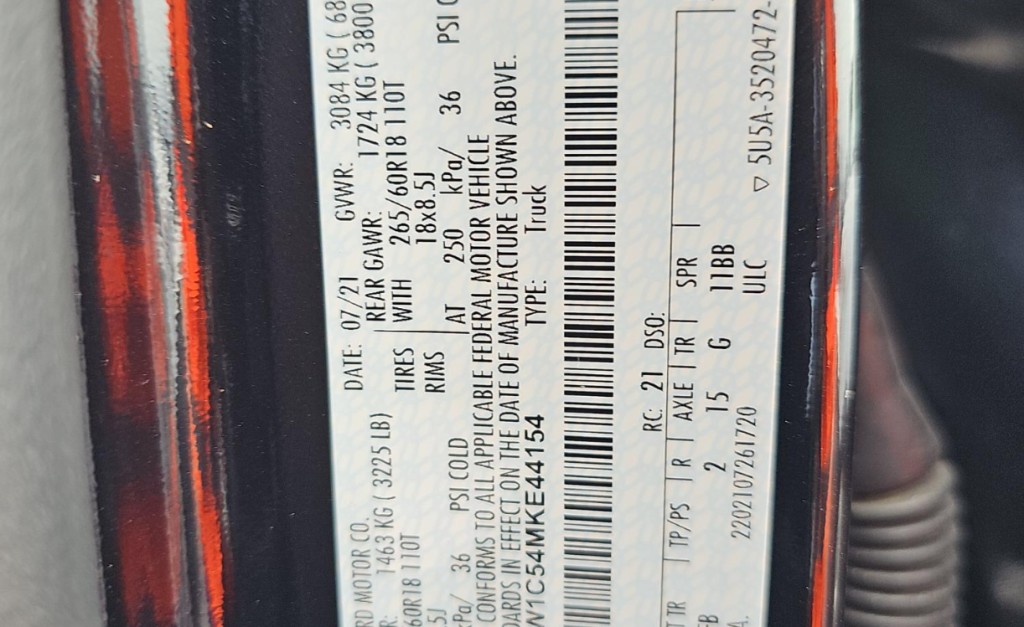 RD MOTOR CO. DATE: 07/21 GVWR: 3084 KG ( 68
R: 1463 KG ( 3225 LB) REAR GAWR: 1724 KG ( 3800
60R18 110T TIRES WITH 265/60R18 110T
5J RIMS 18x8.5J
kPa/ 36 PSI COLD AT 250 kPa/ 36 PSI C
CONFORMS TO ALL APPLICABLE FEDERAL MOTOR VEHICLE
DARDS IN EFFECT ON THE DATE OF MANUFACTURE SHOWN ABOVE.
W1C54MKE44154 TYPE: Truck
RC: 21 DSO:
TTR TP/PS R AXLE TR SPR
FB 2 15 G 11BB
A. 2202107261720 ULC ▽ 5U5A-3520472-